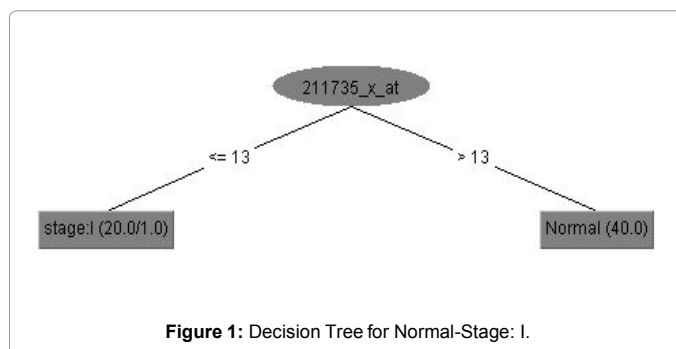 211735_x_at
<= 13
> 13
stage:I (20.0/1.0)
Normal (40.0)
Figure 1: Decision Tree for Normal-Stage: I.